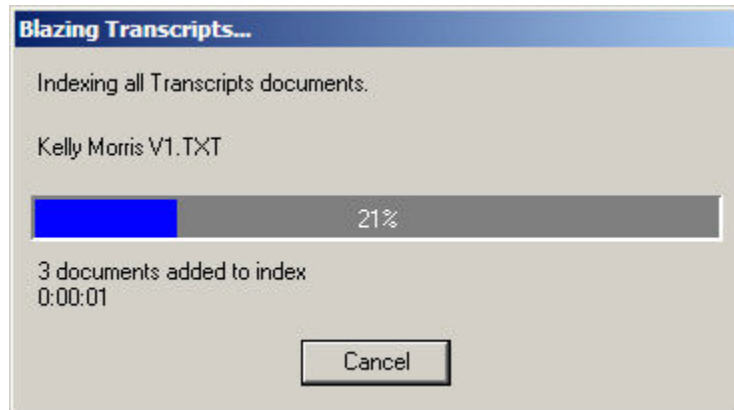 Blazing Transcripts...
Indexing all Transcripts documents.
Kelly Morris V1.TXT
21%
3 documents added to index
0:00:01
Cancel